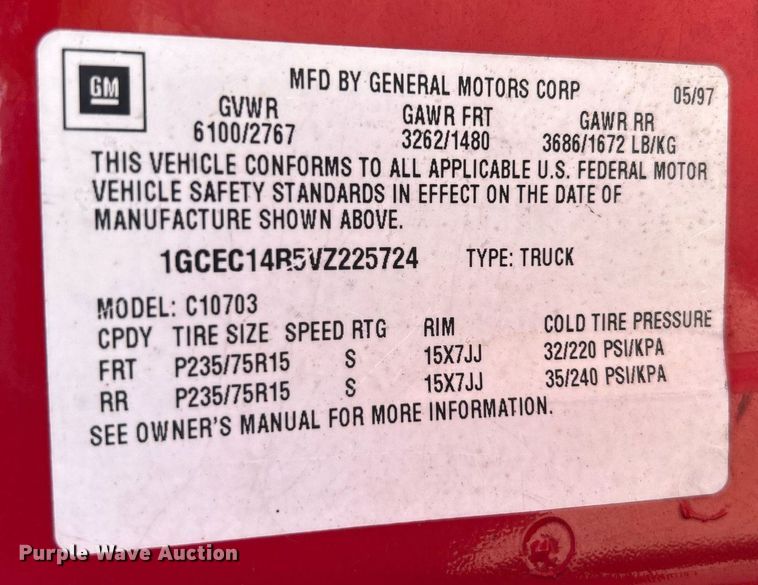 GM
MFD BY GENERAL MOTORS CORP 05/97
GVWR GAWR FRT GAWR RR
6100/2767 3262/1480 3686/1672 LB/KG
THIS VEHICLE CONFORMS TO ALL APPLICABLE U.S. FEDERAL MOTOR
VEHICLE SAFETY STANDARDS IN EFFECT ON THE DATE OF
MANUFACTURE SHOWN ABOVE.
1GCEC14R5VZ225724 TYPE: TRUCK
MODEL: C10703
CPDY TIRE SIZE SPEED RTG RIM COLD TIRE PRESSURE
FRT P235/75R15 S 15X7JJ 32/220 PSI/KPA
RR P235/75R15 S 15X7JJ 35/240 PSI/KPA
SEE OWNER'S MANUAL FOR MORE INFORMATION.
Purple Wave Auction